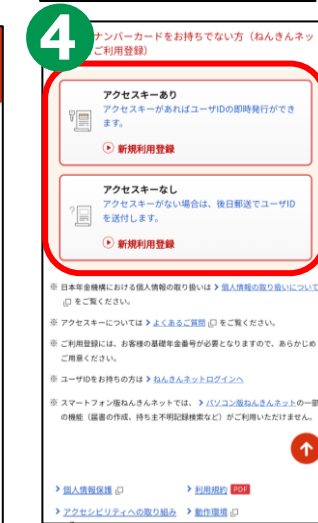 4
ナンバーカードをお持ちでない方（ねんきんネッ
ご利用登録）
アクセスキーあり
アクセスキーがあればユーザIDの即時発行ができ
ます。
新規利用登録
アクセスキーなし
アクセスキーがない場合は、後日郵送でユーザID
を送付します。
新規利用登録
※ 日本年金機構における個人情報の取り扱いは 個人情報の取り扱いについて
をご覧ください。
※ アクセスキーについては よくあるご質問 をご覧ください。
※ ご利用登録には、お客様の基礎年金番号が必要となりますので、あらかじめ
ご用意ください。
※ ユーザIDをお持ちの方は ねんきんネットログインへ
※ スマートフォン版ねんきんネットでは、 パソコン版ねんきんネットの一部
の機能（届書の作成、持ち主不明記録検索など）がご利用いただけません。
個人情報保護 利用規約 PDF
アクセシビリティへの取り組み 動作環境